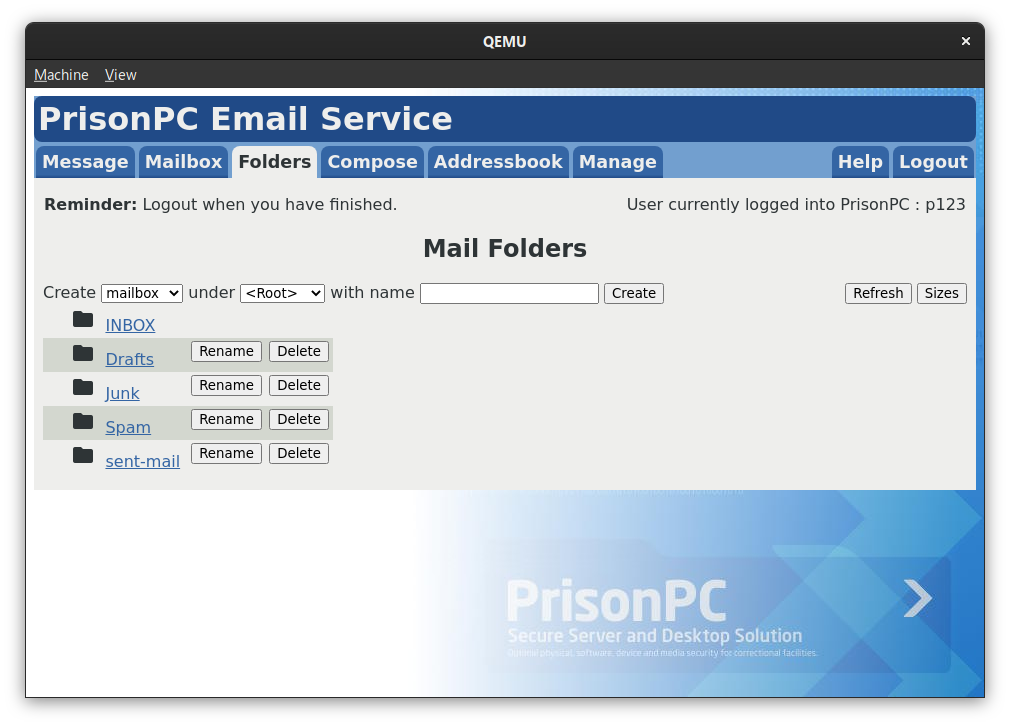 QEMU ×
Machine View
PrisonPC Email Service
Message Mailbox Folders Compose Addressbook Manage Help Logout
Reminder: Logout when you have finished. User currently logged into PrisonPC : p123
Mail Folders
Create mailbox under <Root> with name Create Refresh Sizes
INBOX
Drafts Rename Delete
Junk Rename Delete
Spam Rename Delete
sent-mail Rename Delete
PrisonPC
Secure Server and Desktop Solution
physical, software, device and media security for correctional facilities.